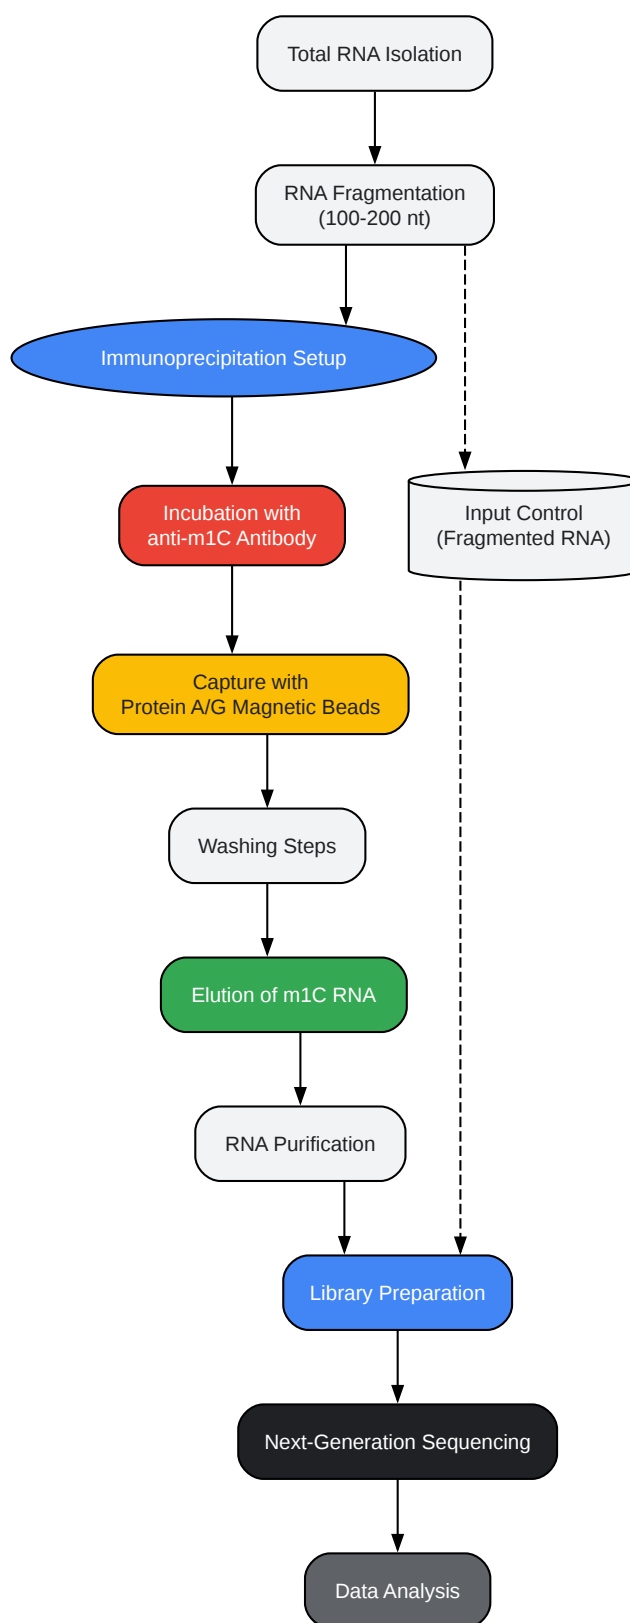 Total RNA Isolation
RNA Fragmentation
(100-200 nt)
Immunoprecipitation Setup
Incubation with
anti-m1C Antibody
Input Control
(Fragmented RNA)
Capture with
Protein A/G Magnetic Beads
Washing Steps
Elution of m1C RNA
RNA Purification
Library Preparation
Next-Generation Sequencing
Data Analysis